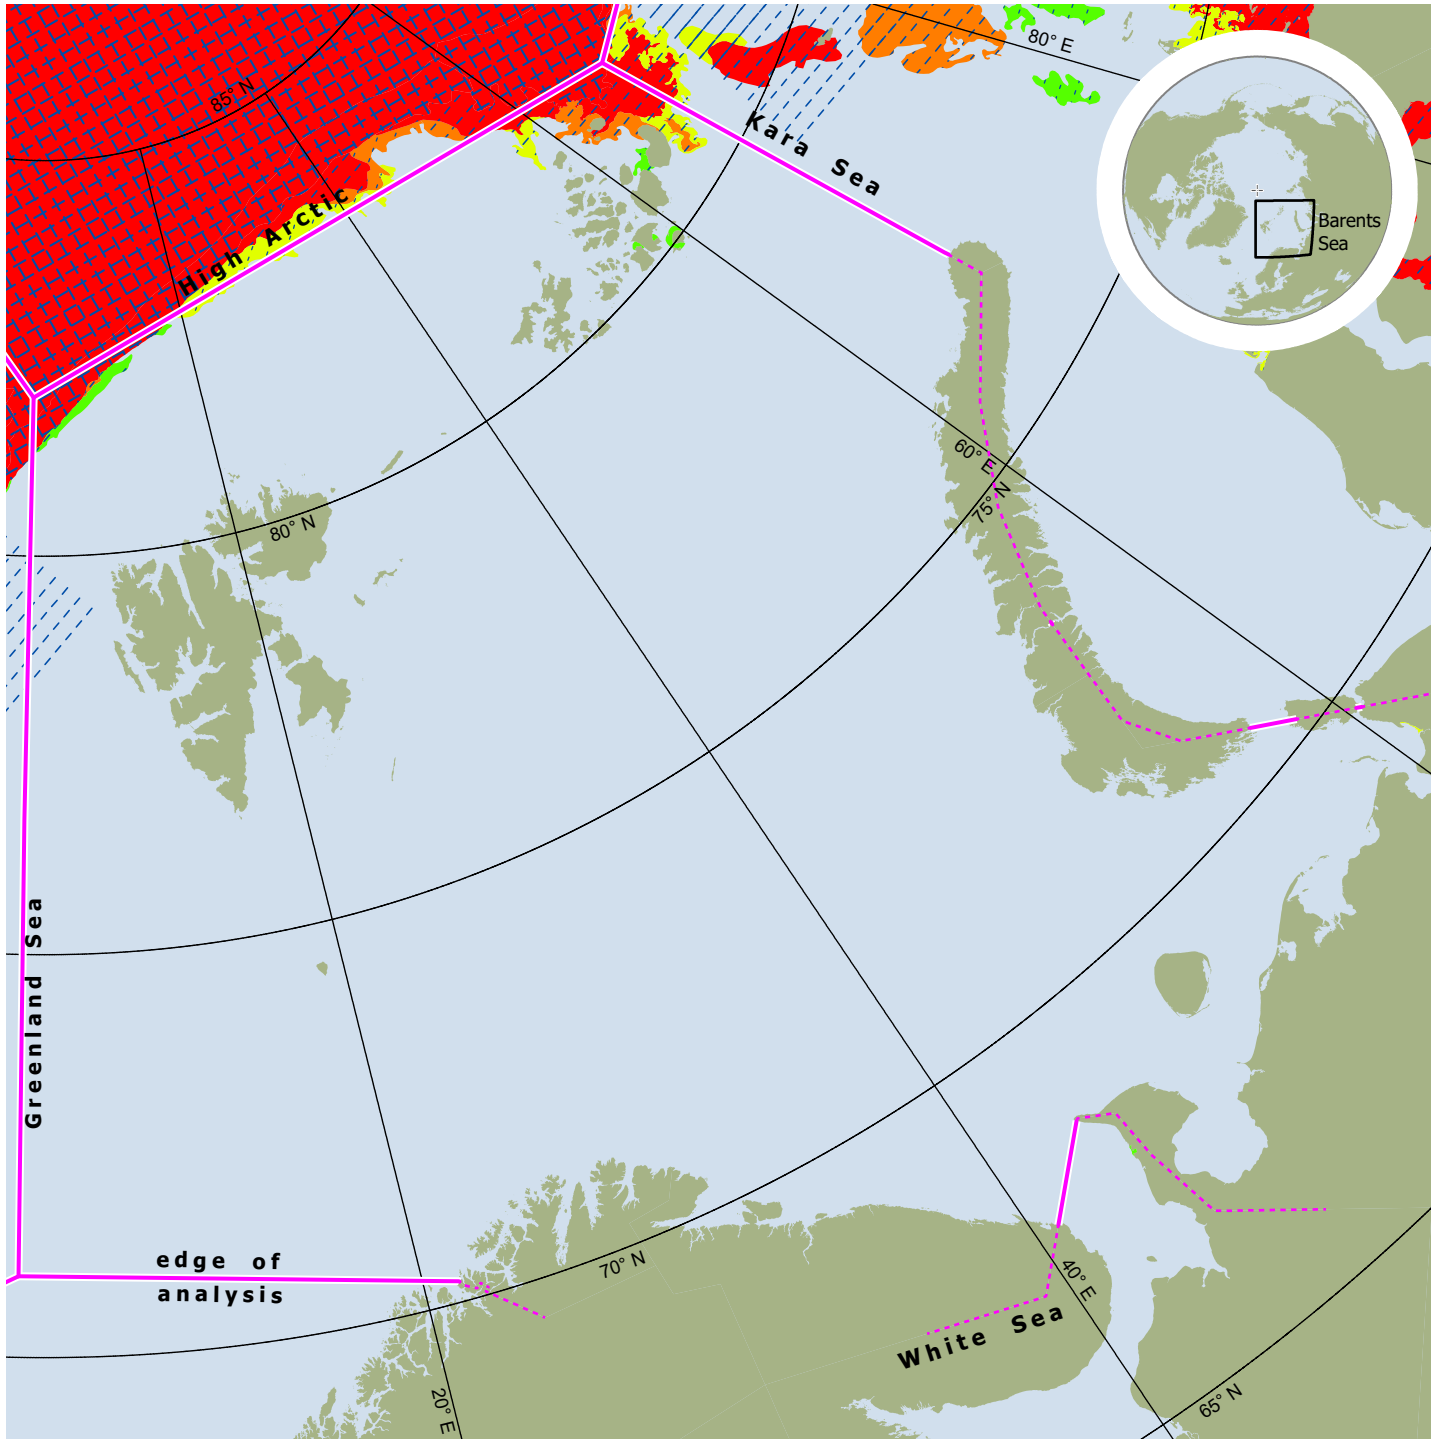 80° E
85° N
Kara Sea
High Arctic
Barents
Sea
60° E
75° N
80° N
Greenland Sea
edge of
analysis
70° N
40° E
White Sea
20° E
65° N